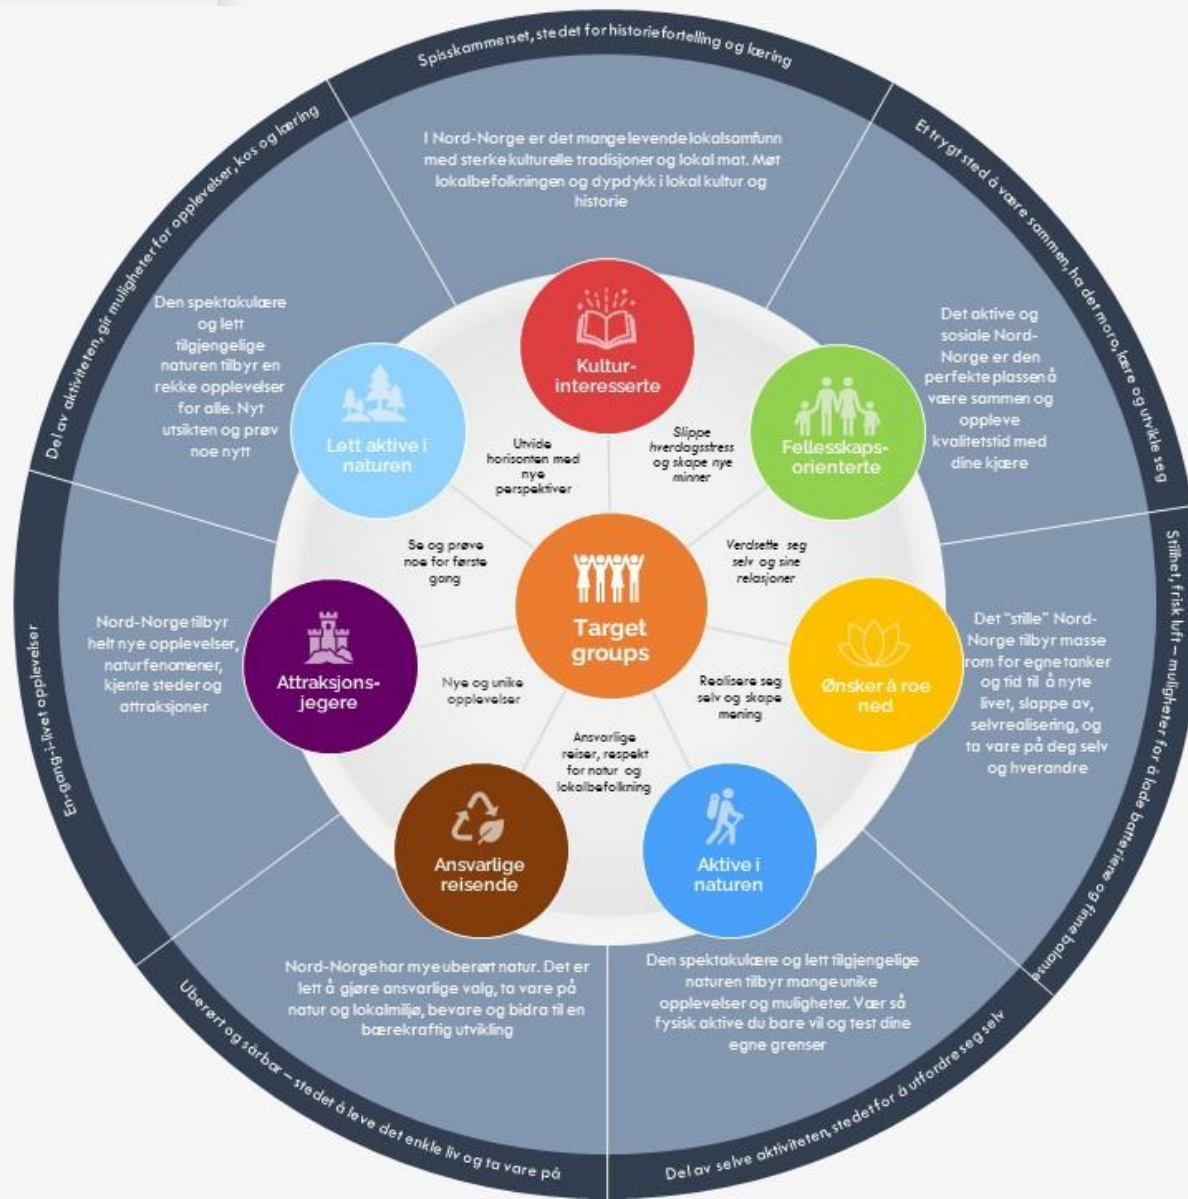 Spisskammerset, stedet for historiefortelling og læring
I Nord-Norge er det mange levende lokalsamfunn
med sterke kulturelle tradisjoner og lokal mat. Møt
lokalbefolkningen og dypdykk i lokal kultur og
historie
Kultur-
interesserte
Et trygt sted å være sammen, ha det moro, lære og utvikle seg
Det aktive og
sosiale Nord-
Norge er den
perfekte plassen å
være sammen og
oppleve
kvalitetstid med
dine kjære
Fellesskaps-
orienterte
Stillhet, frisk luft – muligheter for å lade batteriene og finne balanse
Det "stille" Nord-
Norge tilbyr masse
rom for egne tanker
og tid til å nyte
livet, slappe av,
selvrealisering, og
ta vare på deg selv
og hverandre
Ønsker å roe
ned
Del av selve aktiviteten, stedet for å utfordre seg selv
Den spektakulære og lett tilgjengelige
naturen tilbyr mange unike
opplevelser og muligheter. Vær så
fysisk aktive du bare vil og test dine
egne grenser
Aktive i
naturen
Uberørt og sårbar – stedet å leve det enkle liv og ta vare på
Nord-Norge har mye uberørt natur. Det er
lett å gjøre ansvarlige valg, ta vare på
natur og lokalmiljø, bevare og bidra til en
bærekraftig utvikling
Ansvarlige
reisende
En-gang-i-livet opplevelser
Nord-Norge tilbyr
helt nye opplevelser,
naturfenomener,
kjente steder og
attraksjoner
Attraksjons-
jegere
Del av aktiviteten, gir muligheter for opplevelser, kos og læring
Den spektakulære
og lett
tilgjengelige
naturen tilbyr en
rekke opplevelser
for alle. Nyt
utsikten og prøv
noe nytt
Lett aktive i
naturen
Utvide
horisonten med
nye
perspektiver
Slippe
hverdagsstress
og skape nye
minner
Verdsette seg
selv og sine
relasjoner
Realisere seg
selv og skape
mening
Ansvarlige
reiser, respekt
for natur og
lokalbefolkning
Nye og unike
opplevelser
Se og prøve
noe for første
gang
Target
groups